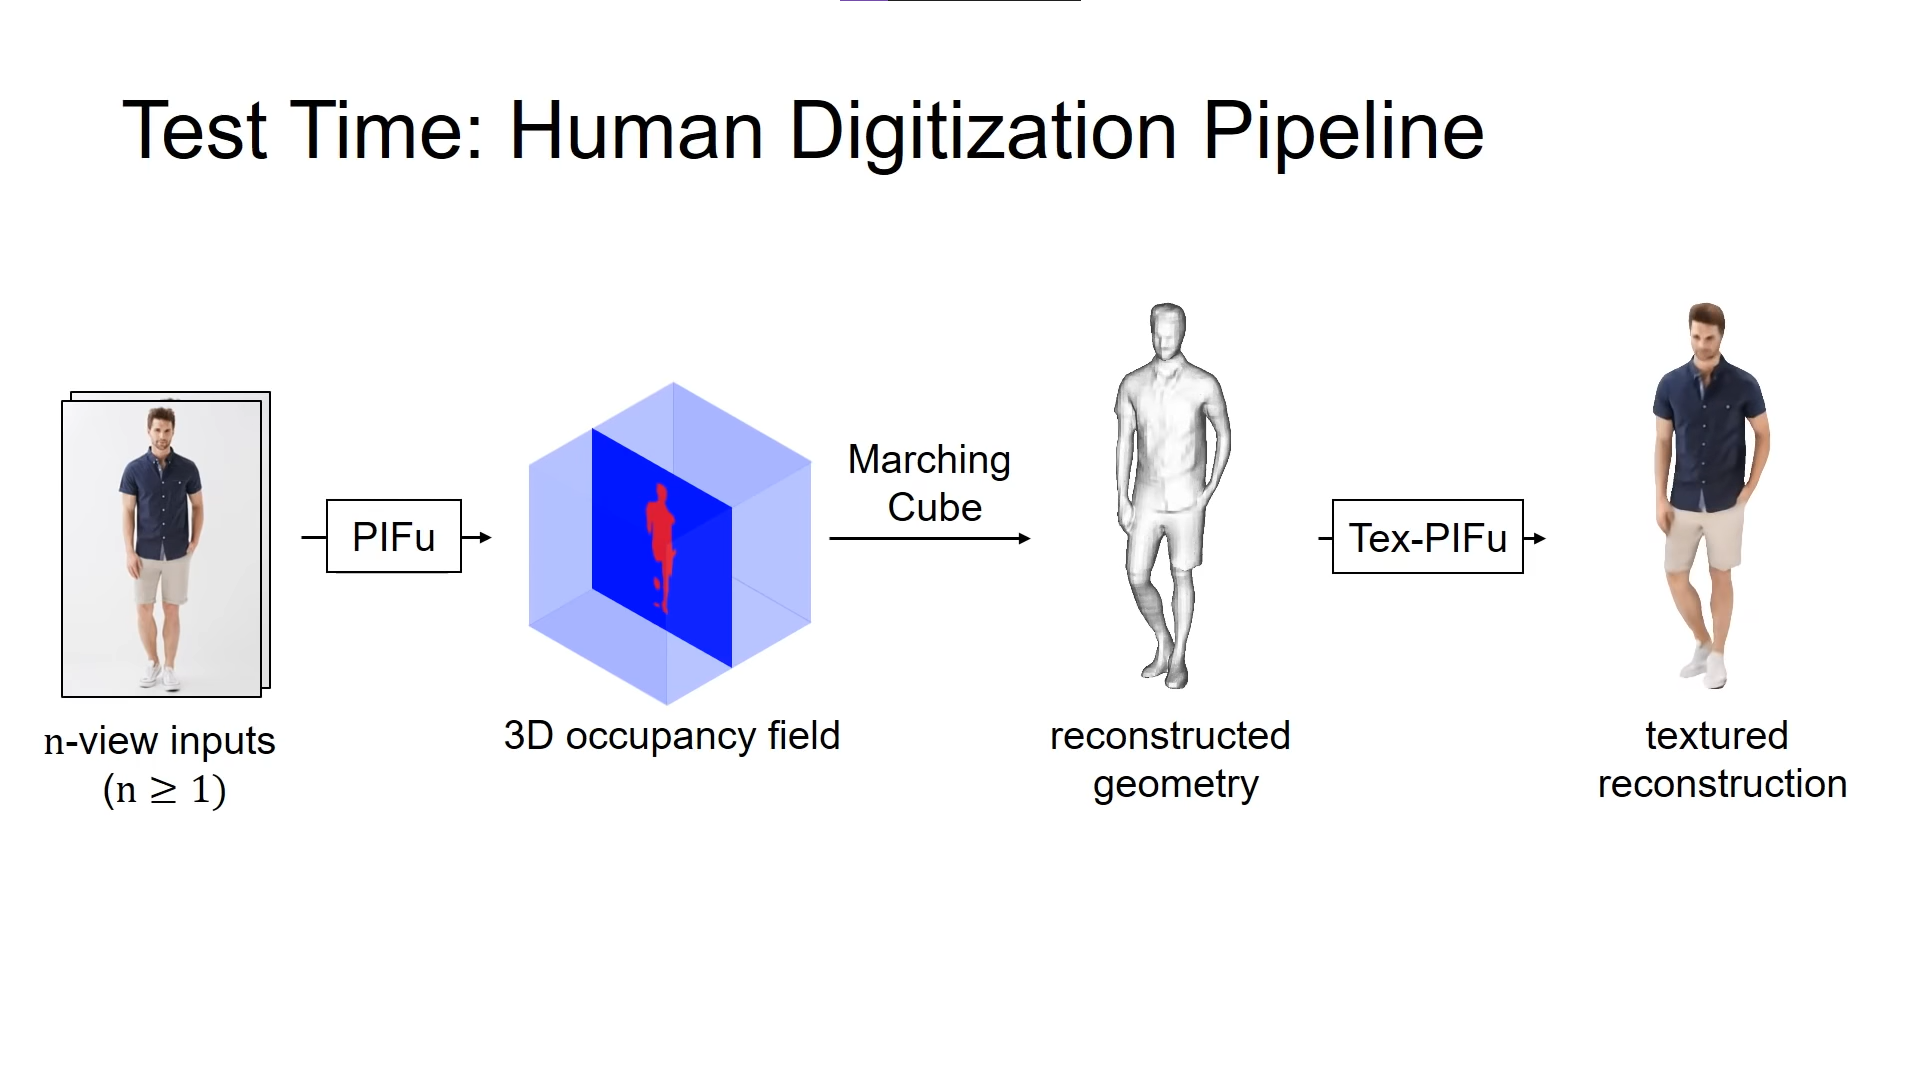 Test Time: Human Digitization Pipeline
n-view inputs
(n ≥ 1)
PIFu
3D occupancy field
Marching
Cube
reconstructed
geometry
Tex-PIFu
textured
reconstruction